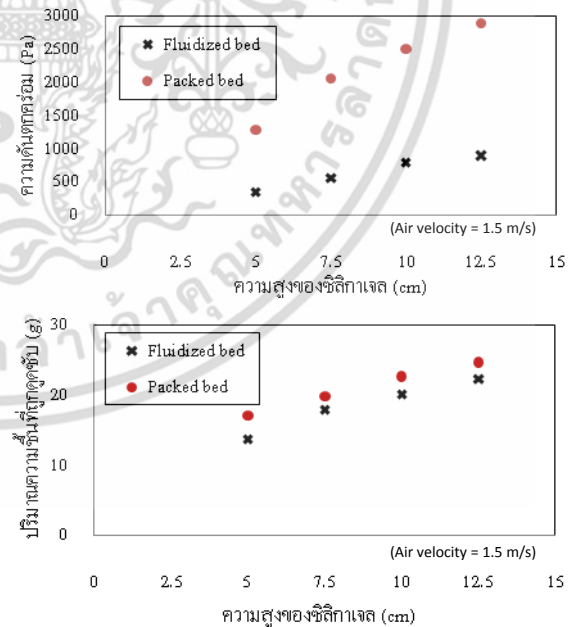 3000
2500
2000
1500
1000
500
0
ความดันตกคร่อม (Pa)
Fluidized bed
Packed bed
(Air velocity = 1.5 m/s)
0 2.5 5 7.5 10 12.5 15
ความสูงของซิลิกาเจล (cm)
30
20
10
0
ปริมาณความชื้นที่ถูกดูดซับ (g)
Fluidized bed
Packed bed
(Air velocity = 1.5 m/s)
0 2.5 5 7.5 10 12.5 15
ความสูงของซิลิกาเจล (cm)